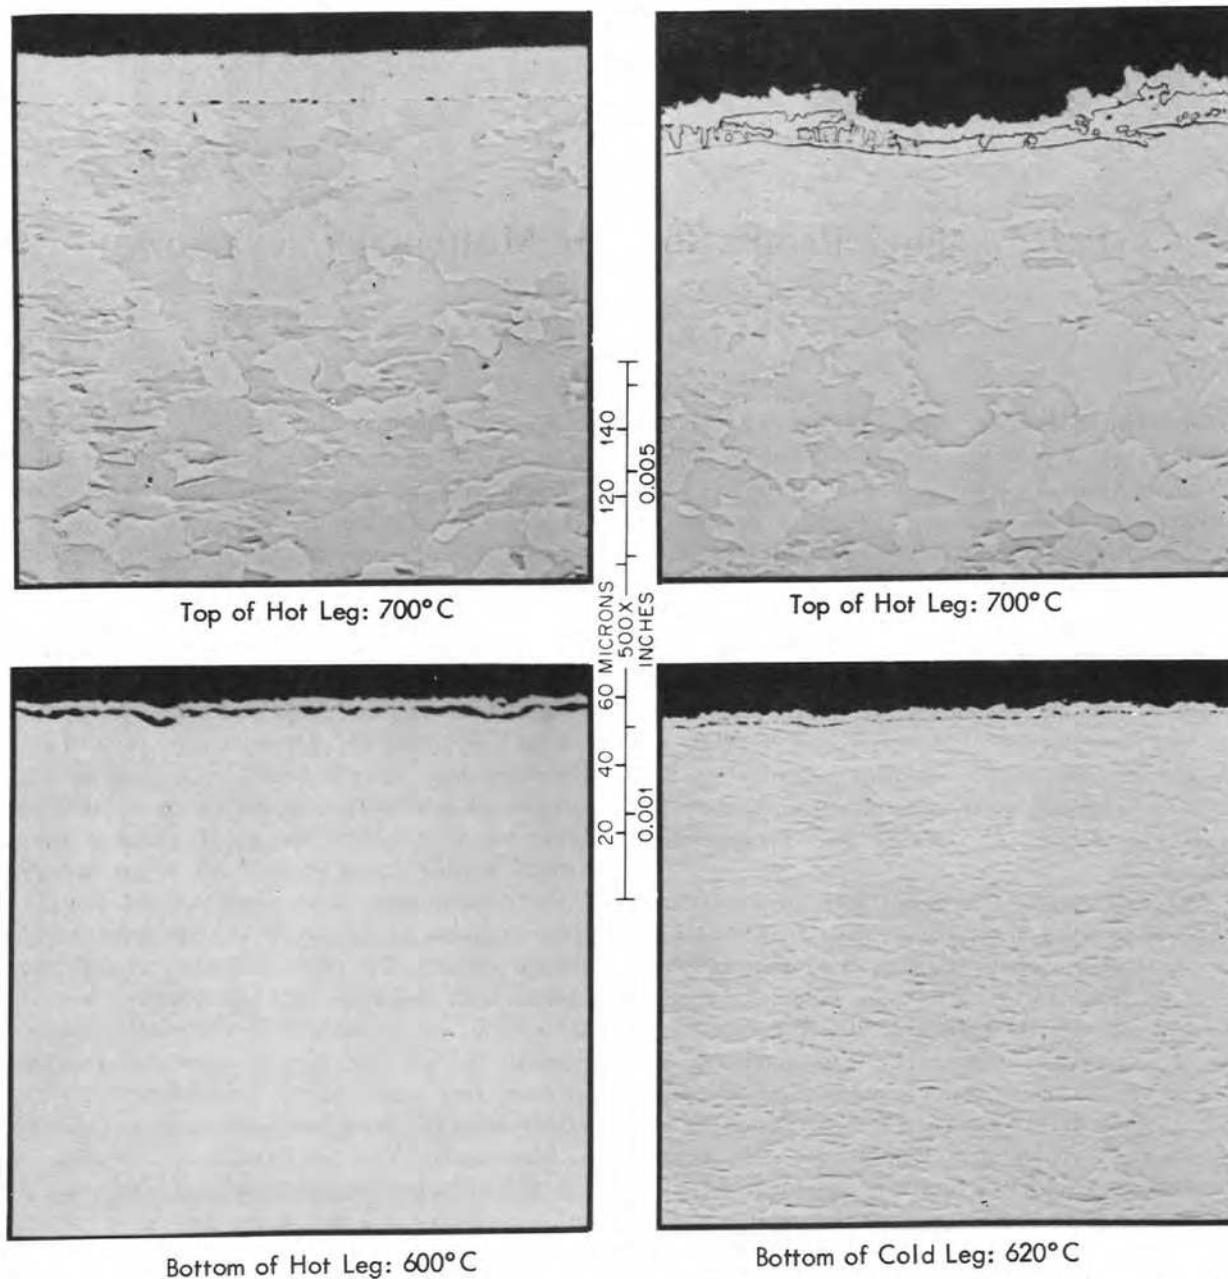 Top of Hot Leg: 700°C
Top of Hot Leg: 700°C
20 40 60 MICRONS 120 140
500X
0.001 INCHES 0.005
Bottom of Hot Leg: 600°C
Bottom of Cold Leg: 620°C